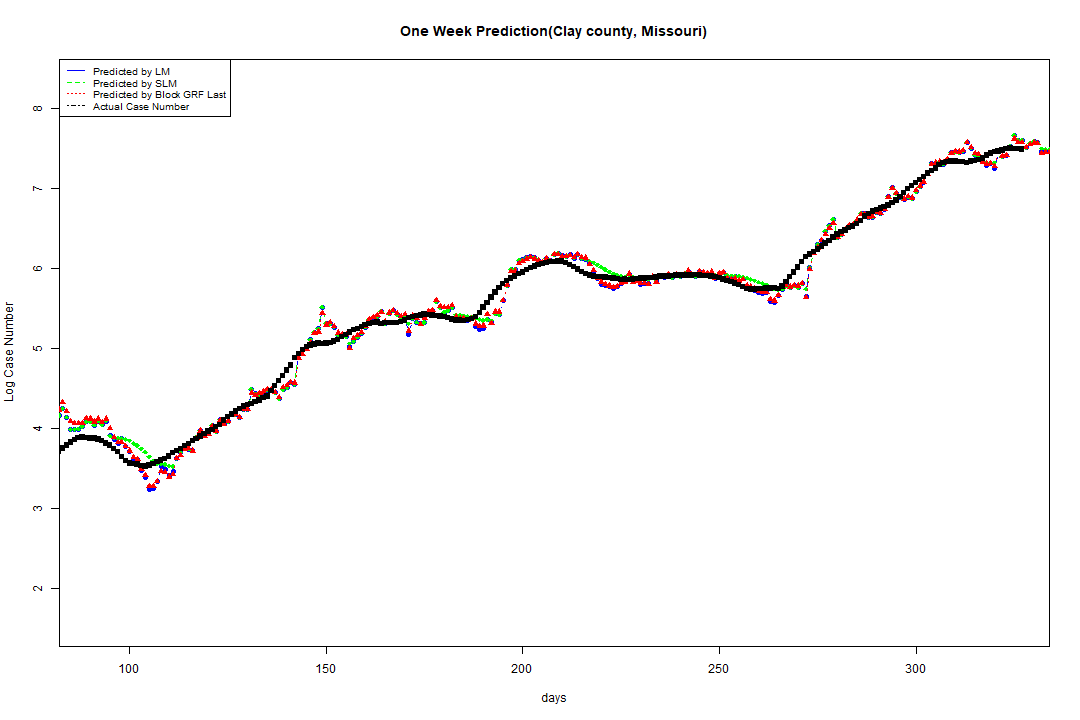 One Week Prediction(Clay county, Missouri)
Predicted by LM
Predicted by SLM
Predicted by Block GRF Last
Actual Case Number
8
7
6
5
4
3
2
Log Case Number
100 150 200 250 300
days